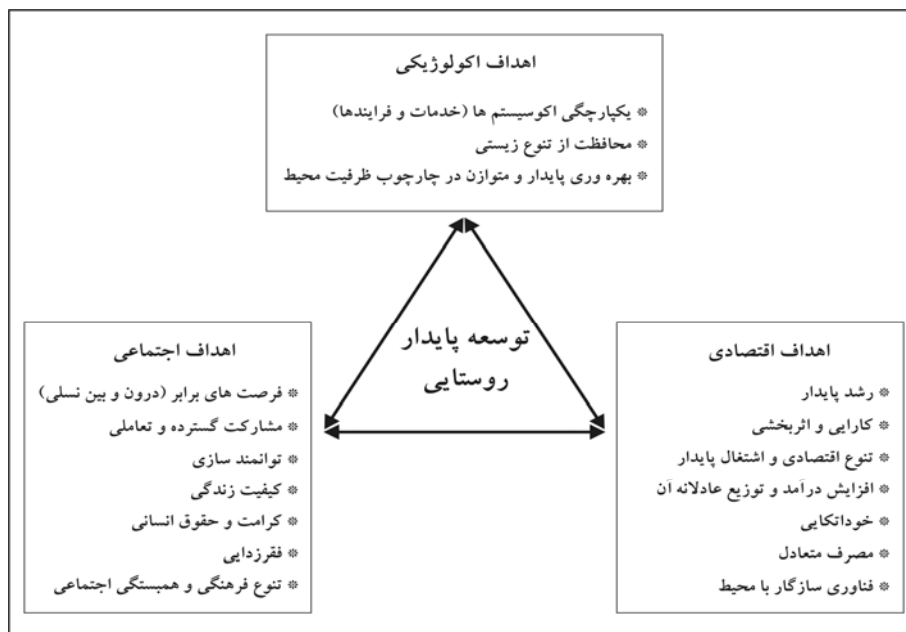 اهداف اکولوژیکی
❊ یکپارچگی اکوسیستم ها (خدمات و فرایندها)
❊ محافظت از تنوع زیستی
❊ بهره وری پایدار و متوازن در چارچوب ظرفیت محیط
توسعه پایدار
روستایی
اهداف اقتصادی
❊ رشد پایدار
❊ کارایی و اثربخشی
❊ تنوع اقتصادی و اشتغال پایدار
❊ افزایش درآمد و توزیع عادلانه آن
❊ خوداتکایی
❊ مصرف متعادل
❊ فناوری سازگار با محیط
اهداف اجتماعی
❊ فرصت های برابر (درون و بین نسلی)
❊ مشارکت گسترده و تعاملی
❊ توانمند سازی
❊ کیفیت زندگی
❊ کرامت و حقوق انسانی
❊ فقرزدایی
❊ تنوع فرهنگی و همبستگی اجتماعی